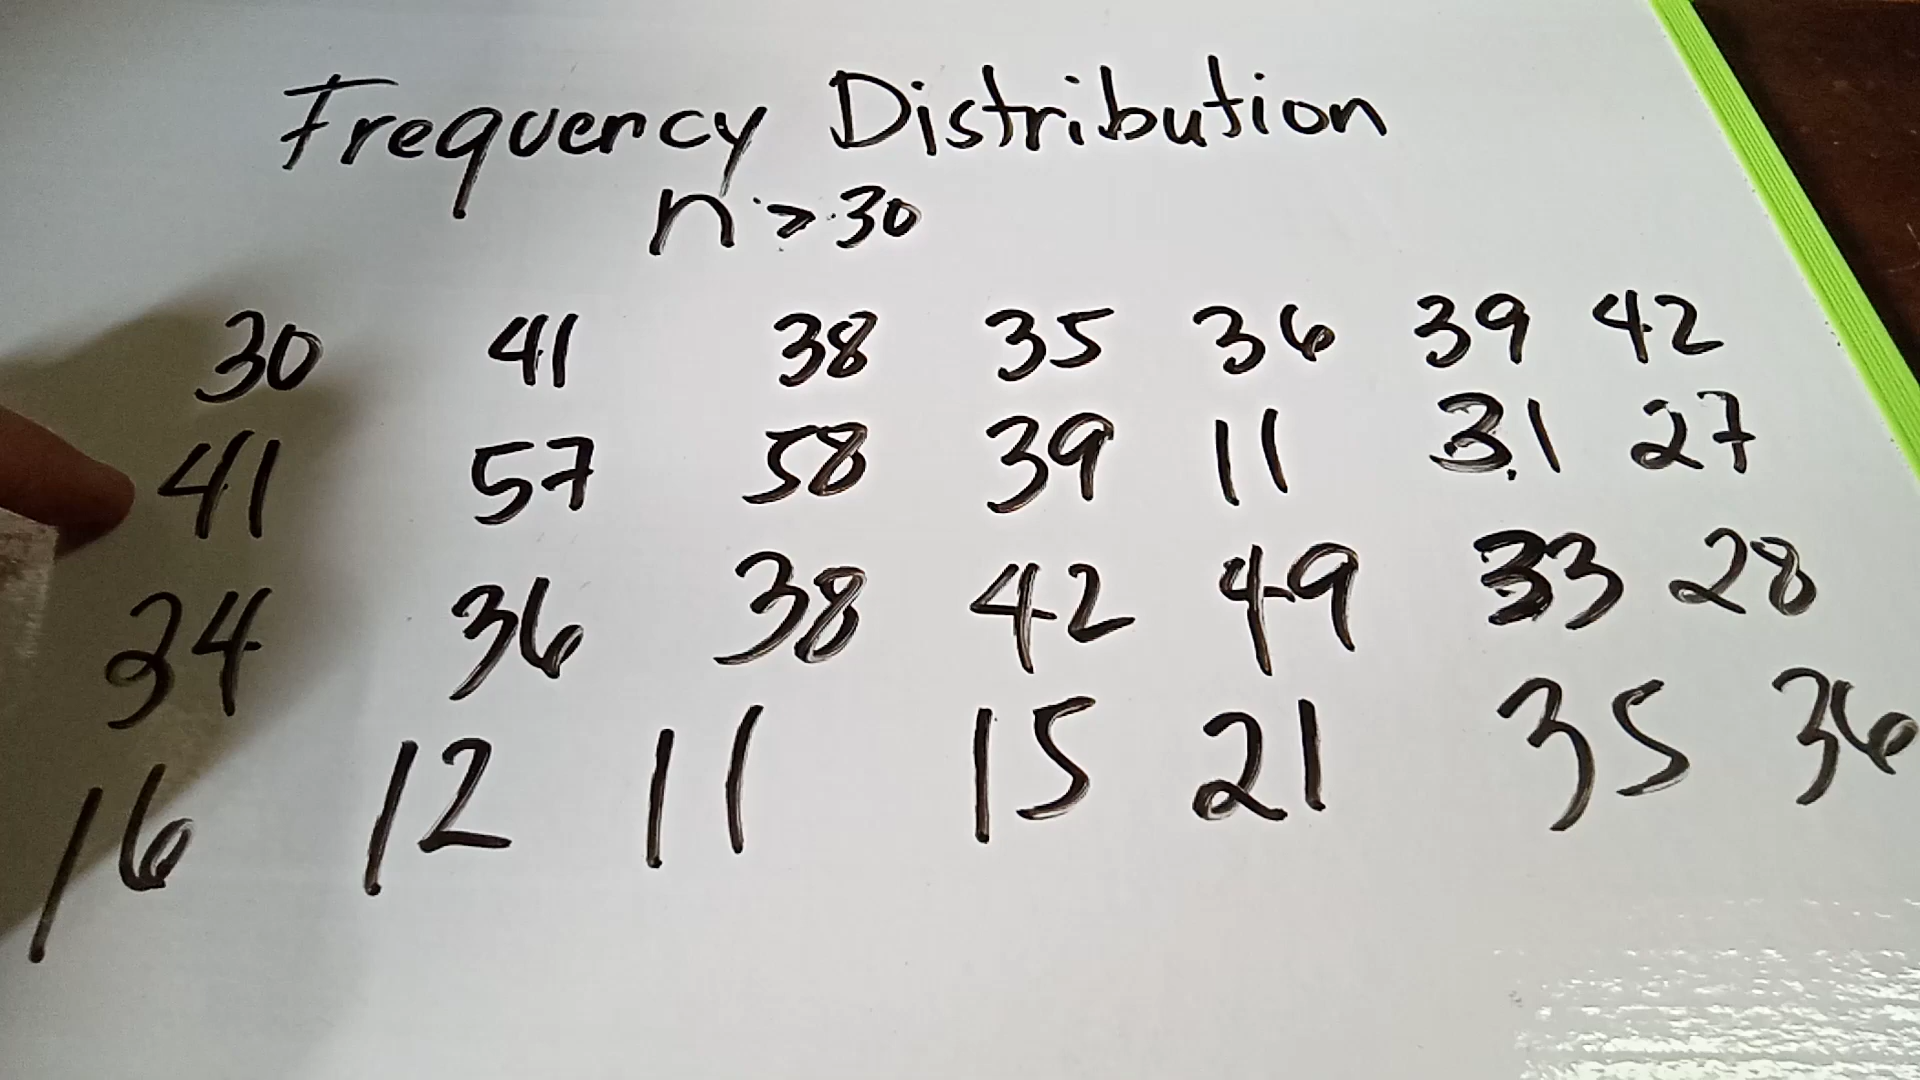 Frequency Distribution
n > 30
30 41 38 35 36 39 42
41 57 58 39 11 31 27
34 36 38 42 49 33 28
16 12 11 15 21 35 36